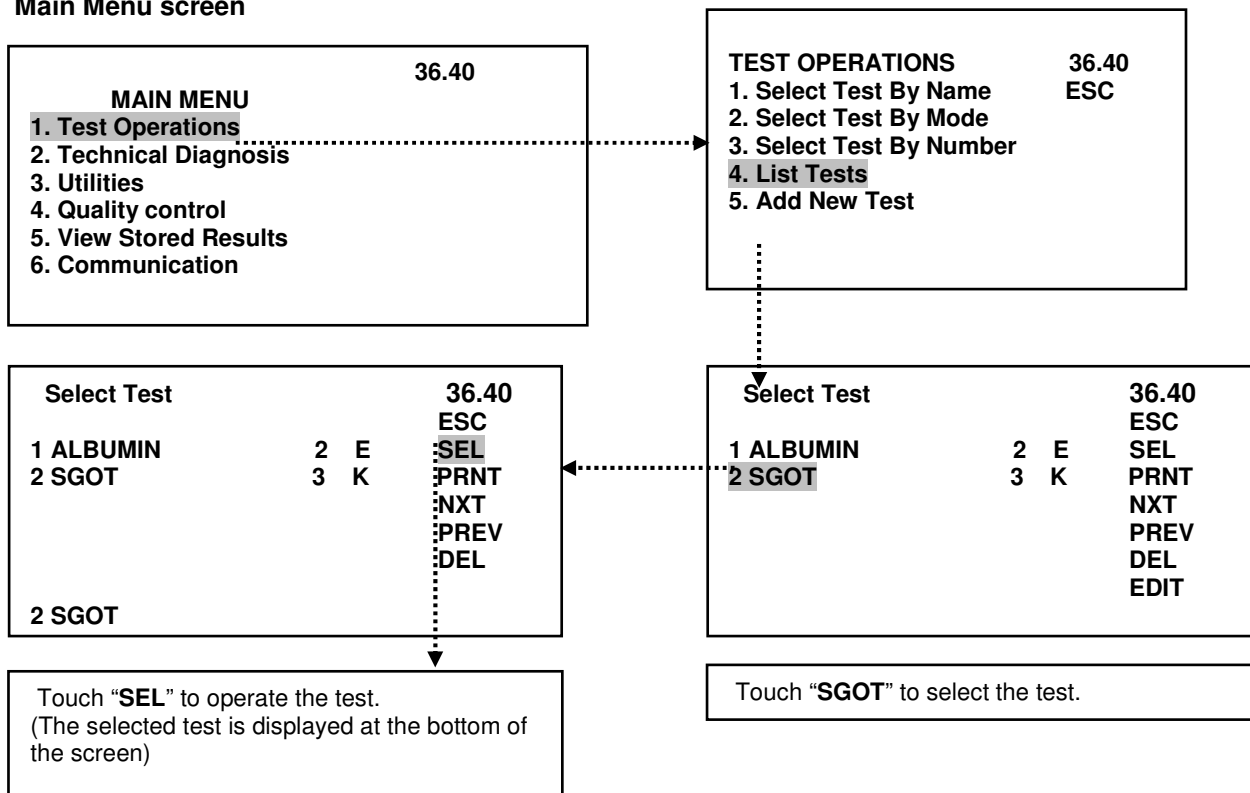 Main Menu screen
36.40
MAIN MENU
1. Test Operations
2. Technical Diagnosis
3. Utilities
4. Quality control
5. View Stored Results
6. Communication
TEST OPERATIONS 36.40
1. Select Test By Name ESC
2. Select Test By Mode
3. Select Test By Number
4. List Tests
5. Add New Test
Select Test 36.40
ESC
1 ALBUMIN 2 E SEL
2 SGOT 3 K PRNT
NXT
PREV
DEL
2 SGOT
Select Test 36.40
ESC
1 ALBUMIN 2 E SEL
2 SGOT 3 K PRNT
NXT
PREV
DEL
EDIT
Touch “SEL” to operate the test.
(The selected test is displayed at the bottom of
the screen)
Touch “SGOT” to select the test.